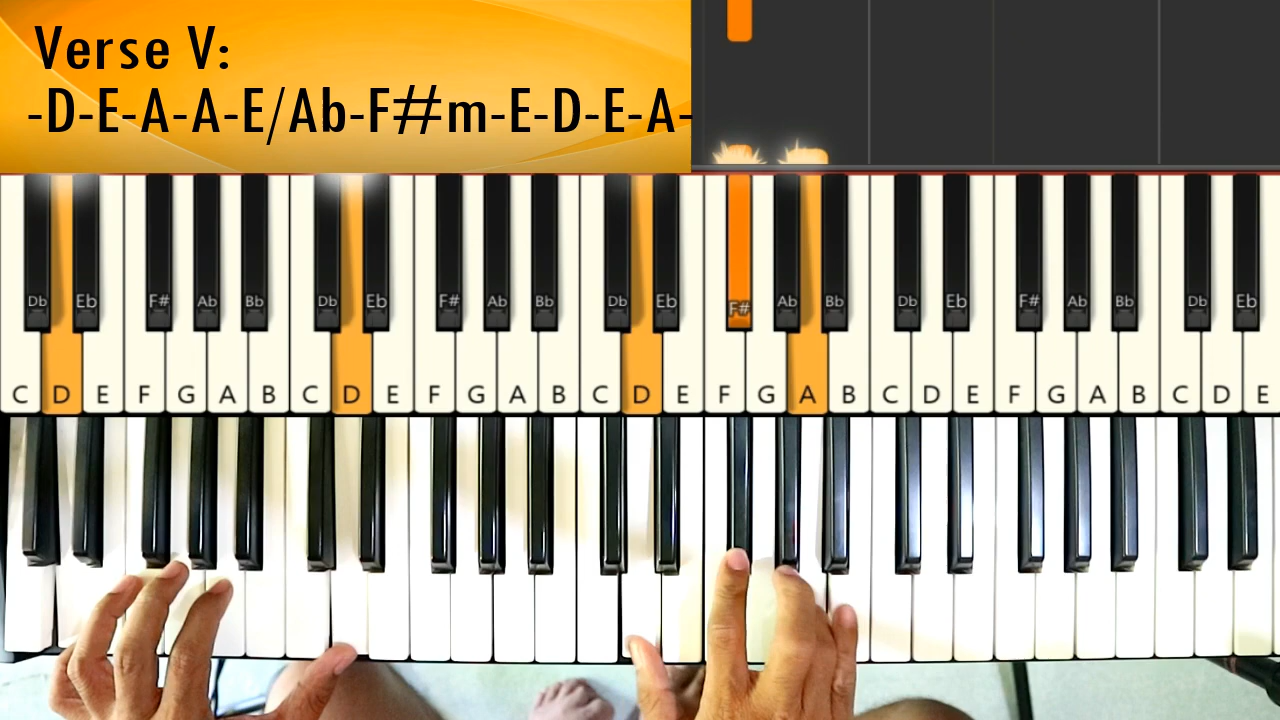 Verse V:
-D-E-A-A-E/Ab-F#m-E-D-E-A-
Db Eb F# Ab Bb Db Eb F# Ab Bb Db Eb F# Ab Bb Db Eb F# Ab Bb Db Eb
C D E F G A B C D E F G A B C D E F G A B C D E F G A B C D E